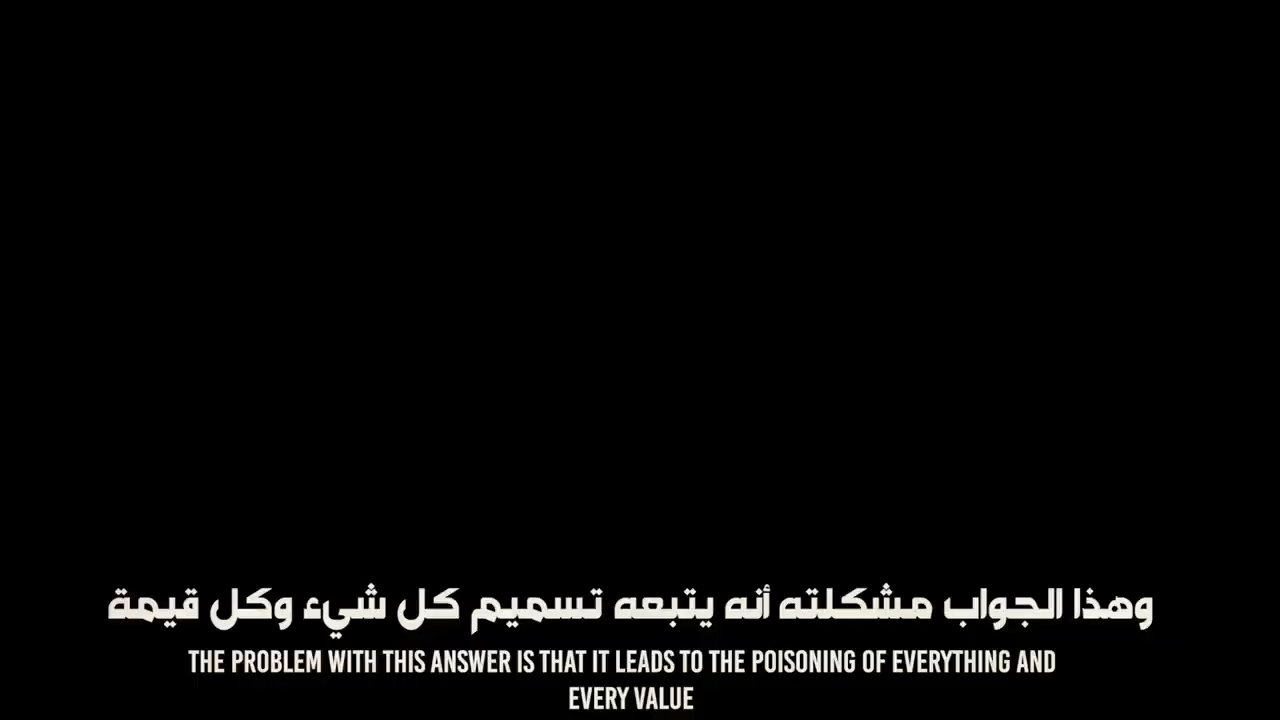 وهذا الجواب مشكلته أنه يتبعه تسميم كل شيء وكل قيمة
THE PROBLEM WITH THIS ANSWER IS THAT IT LEADS TO THE POISONING OF EVERYTHING AND
EVERY VALUE